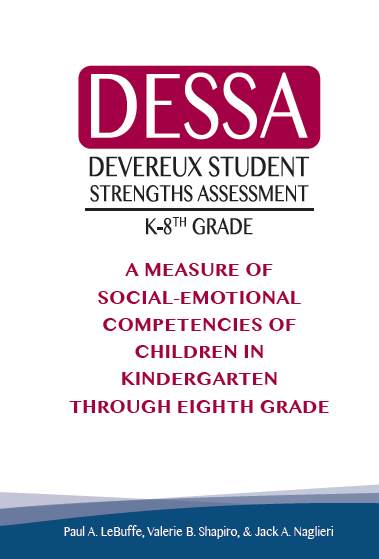 DESSA
DEVEREUX STUDENT
STRENGTHS ASSESSMENT
K-8TH GRADE
A MEASURE OF
SOCIAL-EMOTIONAL
COMPETENCIES OF
CHILDREN IN
KINDERGARTEN
THROUGH EIGHTH GRADE
Paul A. LeBuffe, Valerie B. Shapiro, & Jack A. Naglieri